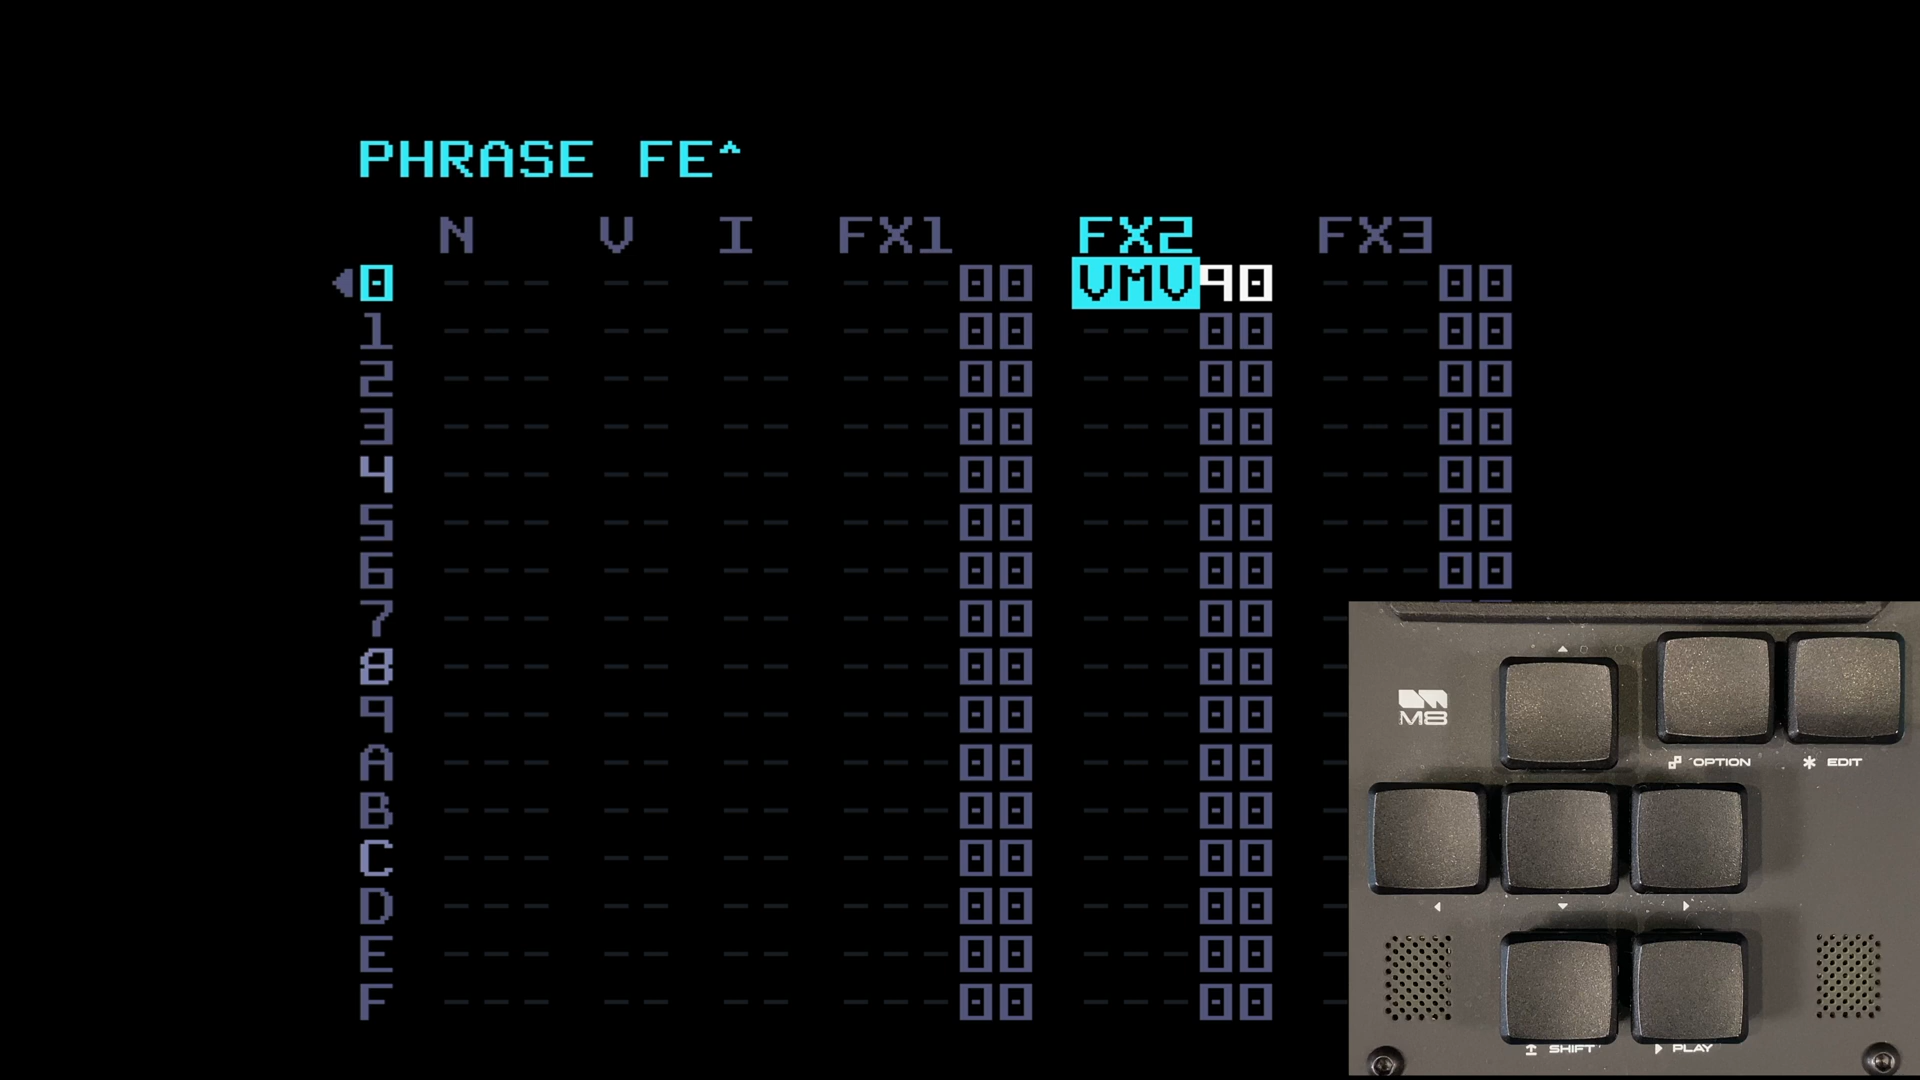 PHRASE FE^
N V I FX1 FX2 FX3
0 --- -- -- ---00 VMV90 ---00
1 --- -- -- ---00 ---00 ---00
2 --- -- -- ---00 ---00 ---00
3 --- -- -- ---00 ---00 ---00
4 --- -- -- ---00 ---00 ---00
5 --- -- -- ---00 ---00 ---00
6 --- -- -- ---00 ---00 ---00
7 --- -- -- ---00 ---00 -
8 --- -- -- ---00 ---00 -
9 --- -- -- ---00 ---00 -
A --- -- -- ---00 ---00 -
B --- -- -- ---00 ---00 -
C --- -- -- ---00 ---00 -
D --- -- -- ---00 ---00 -
E --- -- -- ---00 ---00 -
F --- -- -- ---00 ---00 -
M8
OPTION EDIT
SHIFT PLAY